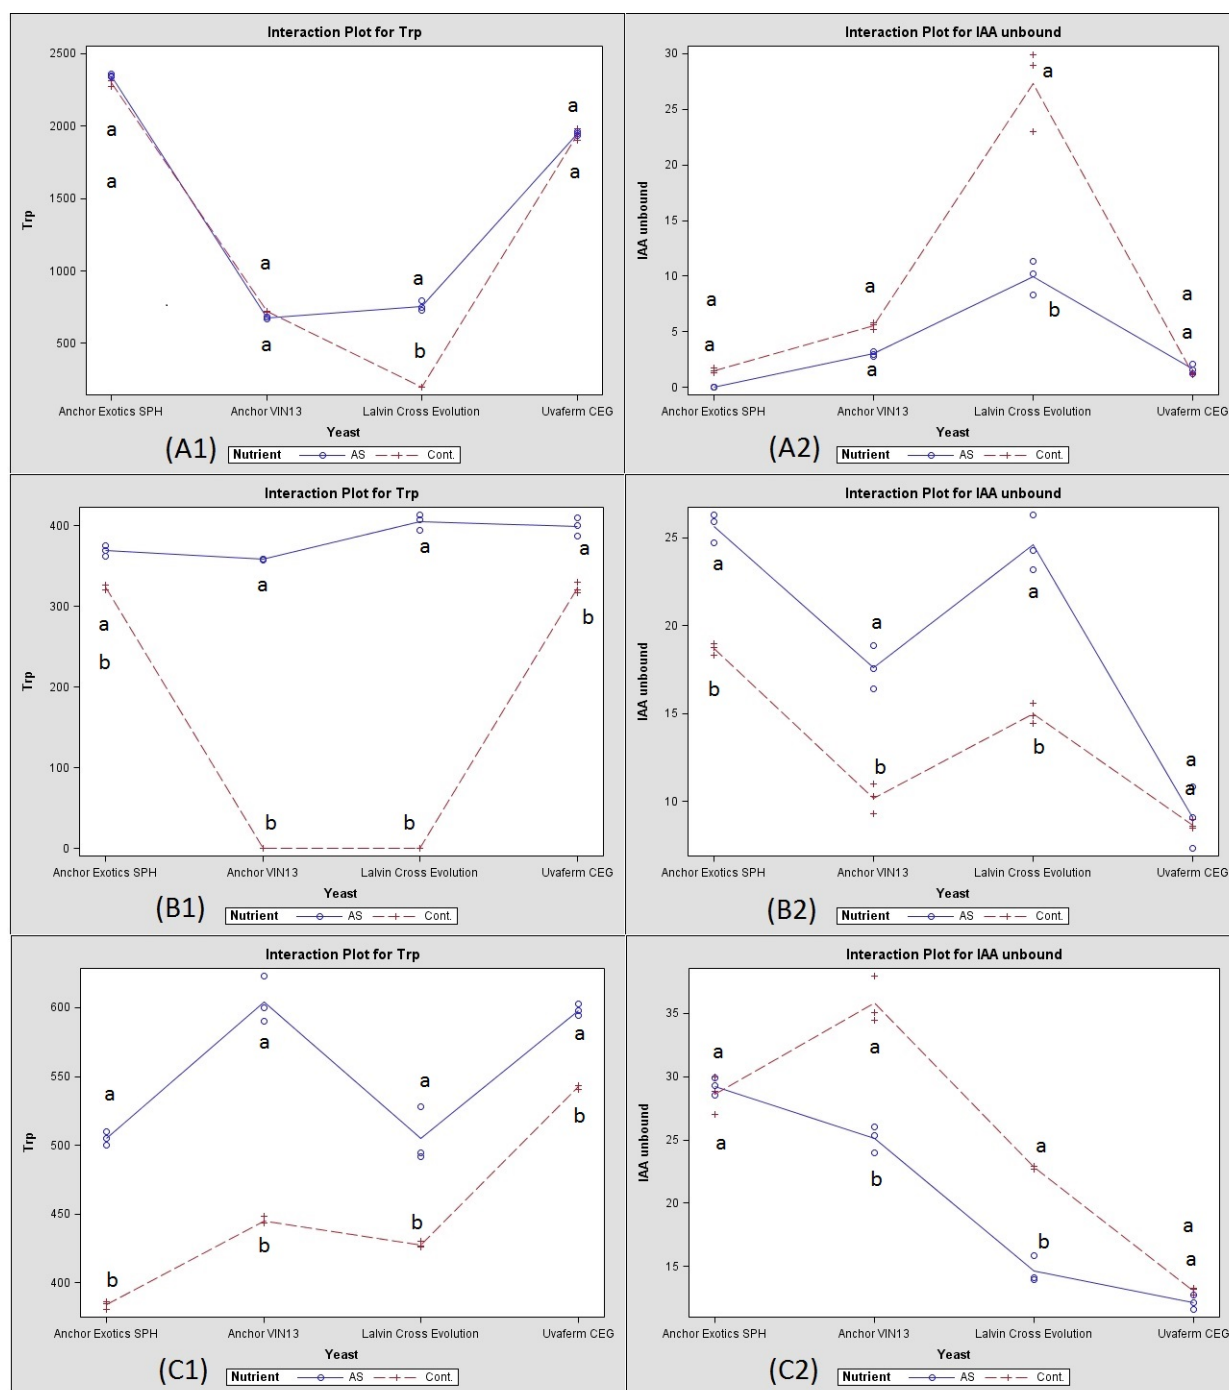 Interaction Plot for Trp
2500
2000
1500
1000
500
Trp
a
a
a
a
a
b
a
a
Anchor Exotics SPH Anchor VIN13 Lalvin Cross Evolution Uvaferm CEG
Yeast
(A1)
Nutrient AS Cont.
Interaction Plot for IAA unbound
30
25
20
15
10
5
0
IAA unbound
a
a
a
a
a
b
a
a
Anchor Exotics SPH Anchor VIN13 Lalvin Cross Evolution Uvaferm CEG
Yeast
(A2)
Nutrient AS Cont.
Interaction Plot for Trp
400
300
200
100
0
Trp
a
b
a
b
a
b
a
b
Anchor Exotics SPH Anchor VIN13 Lalvin Cross Evolution Uvaferm CEG
Yeast
(B1)
Nutrient AS Cont.
Interaction Plot for IAA unbound
25
20
15
10
IAA unbound
a
b
a
b
a
b
a
a
Anchor Exotics SPH Anchor VIN13 Lalvin Cross Evolution Uvaferm CEG
Yeast
(B2)
Nutrient AS Cont.
Interaction Plot for Trp
600
550
500
450
400
Trp
a
b
a
b
a
b
a
b
Anchor Exotics SPH Anchor VIN13 Lalvin Cross Evolution Uvaferm CEG
Yeast
(C1)
Nutrient AS Cont.
Interaction Plot for IAA unbound
35
30
25
20
15
IAA unbound
a
a
a
b
a
b
a
a
Anchor Exotics SPH Anchor VIN13 Lalvin Cross Evolution Uvaferm CEG
Yeast
(C2)
Nutrient AS Cont.